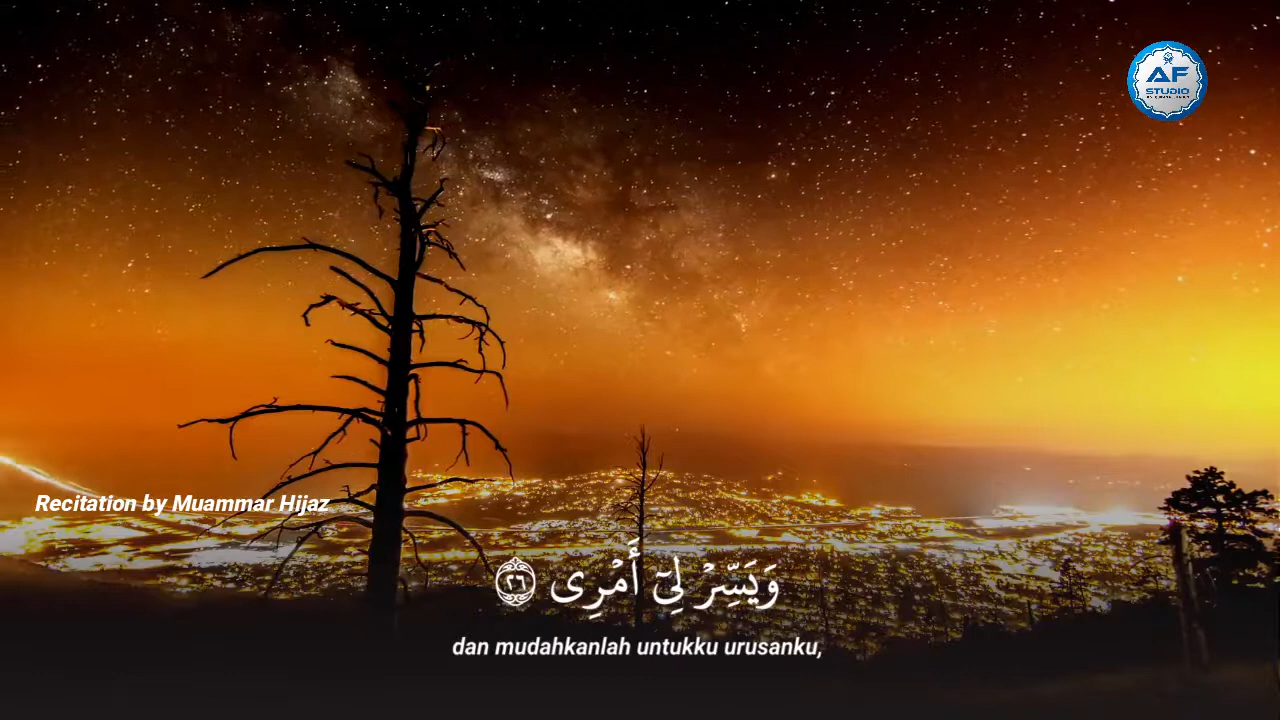 AF
STUDIO
Recitation by Muammar Hijaz
وَيَسِّرْ لِيٓ أَمْرِى ٢٦
dan mudahkanlah untukku urusanku,